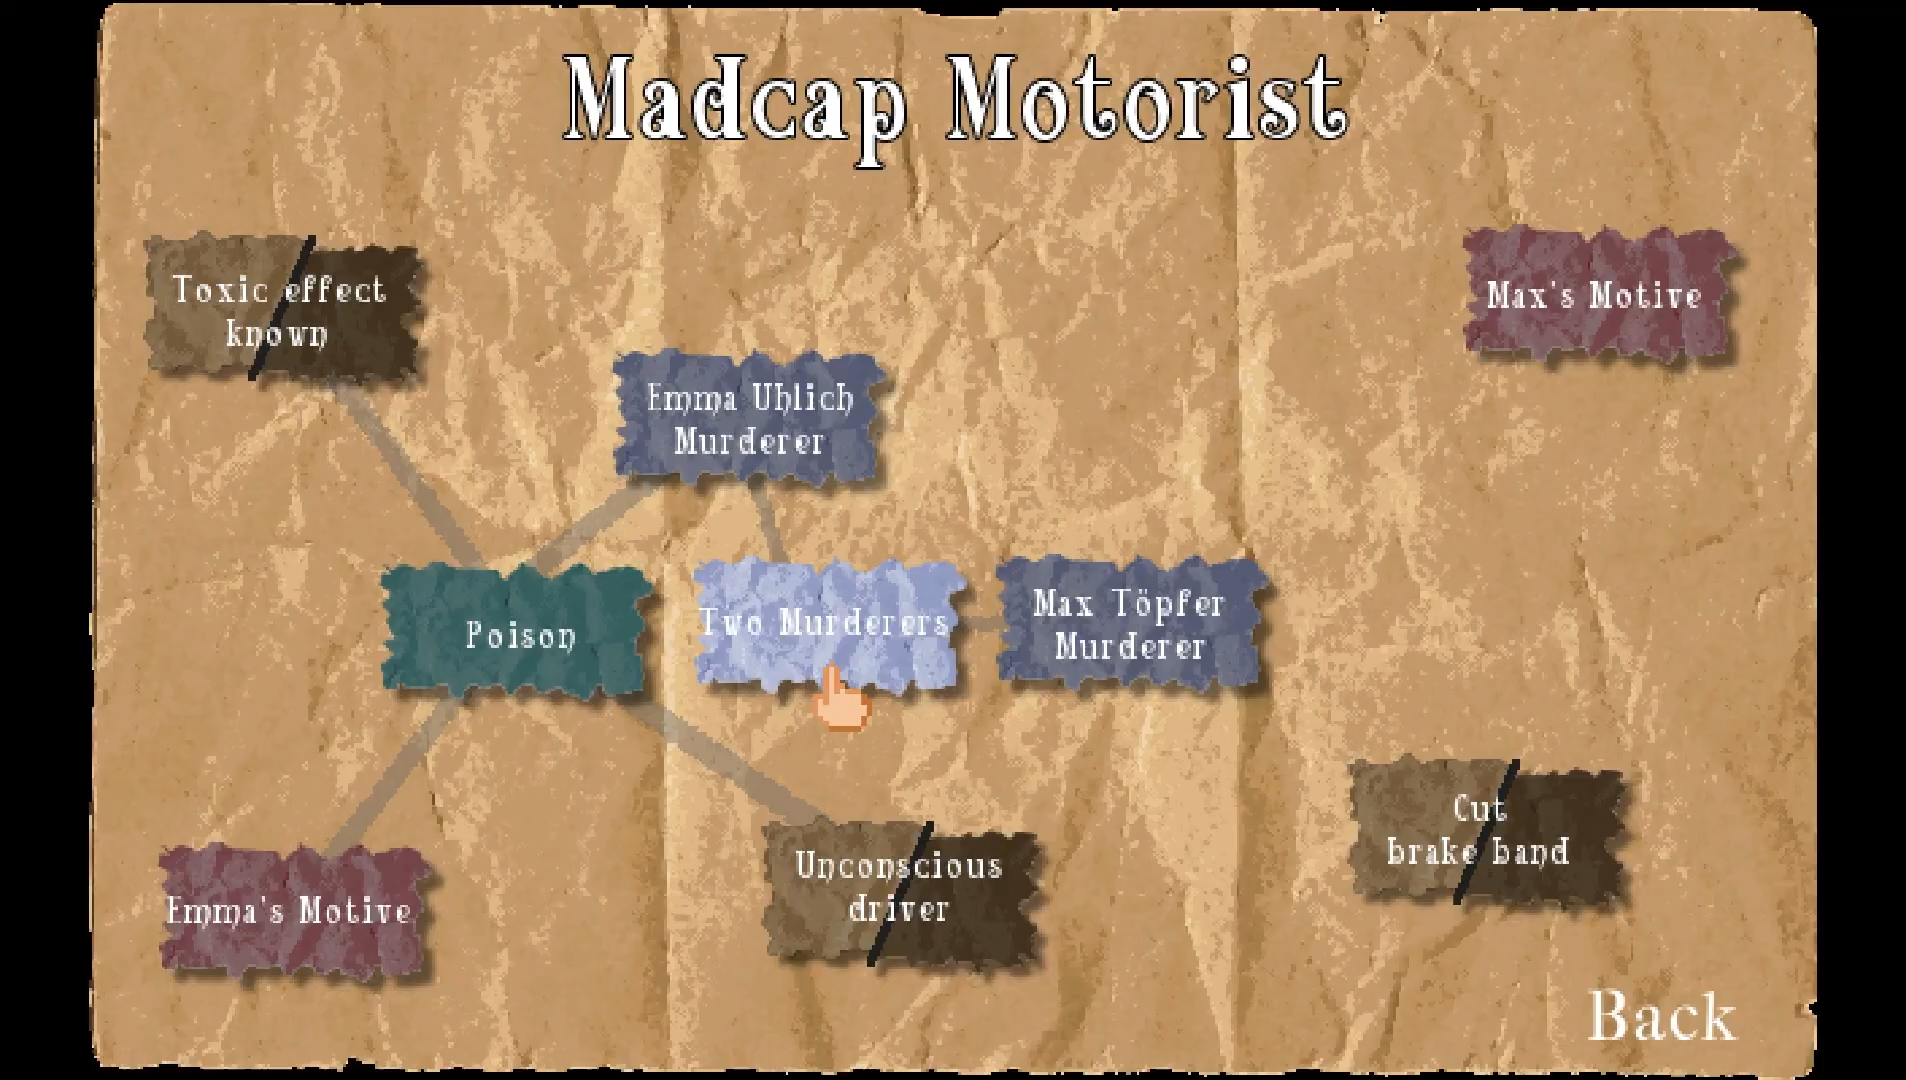 Madcap Motorist
Toxic effect
known
Max's Motive
Emma Uhlich
Murderer
Poison
Two Murderers
Max Töpfer
Murderer
Cut
brake band
Unconscious
driver
Emma's Motive
Back